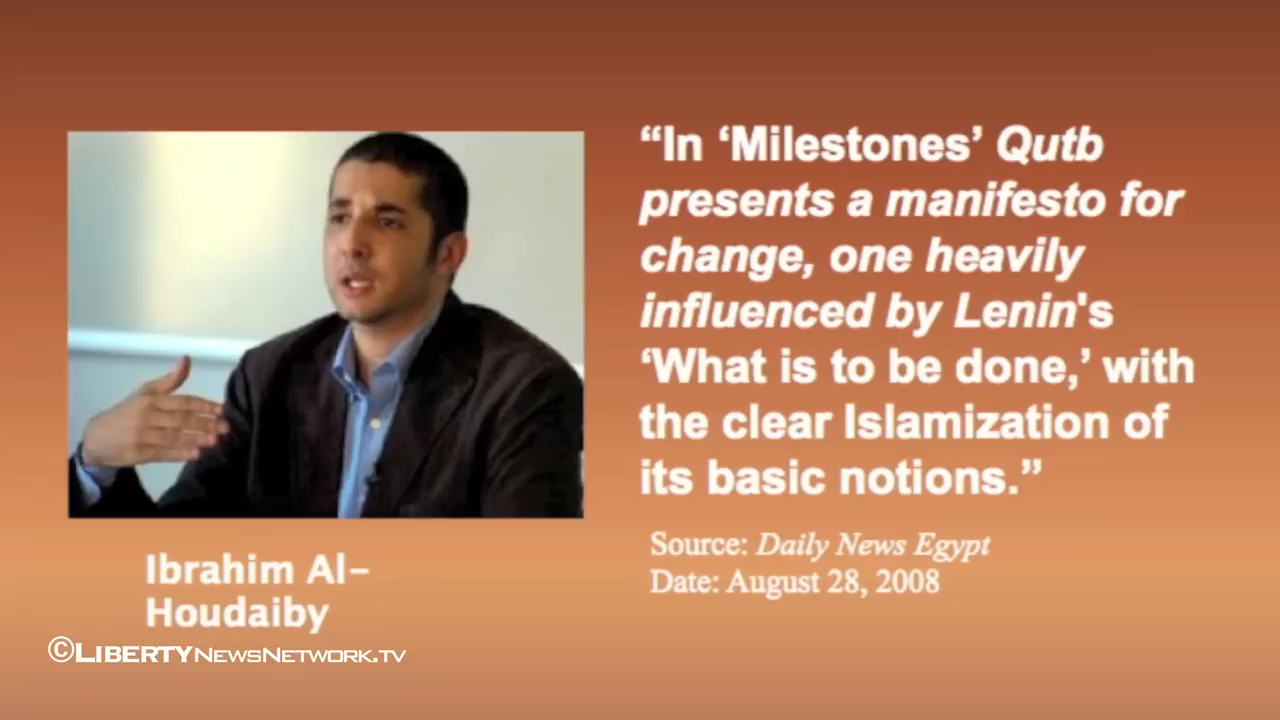 “In ‘Milestones’ Qutb
presents a manifesto for
change, one heavily
influenced by Lenin's
‘What is to be done,’ with
the clear Islamization of
its basic notions.”
Source: Daily News Egypt
Date: August 28, 2008
Ibrahim Al-
Houdaiby
©LIBERTYNEWSNETWORK.TV